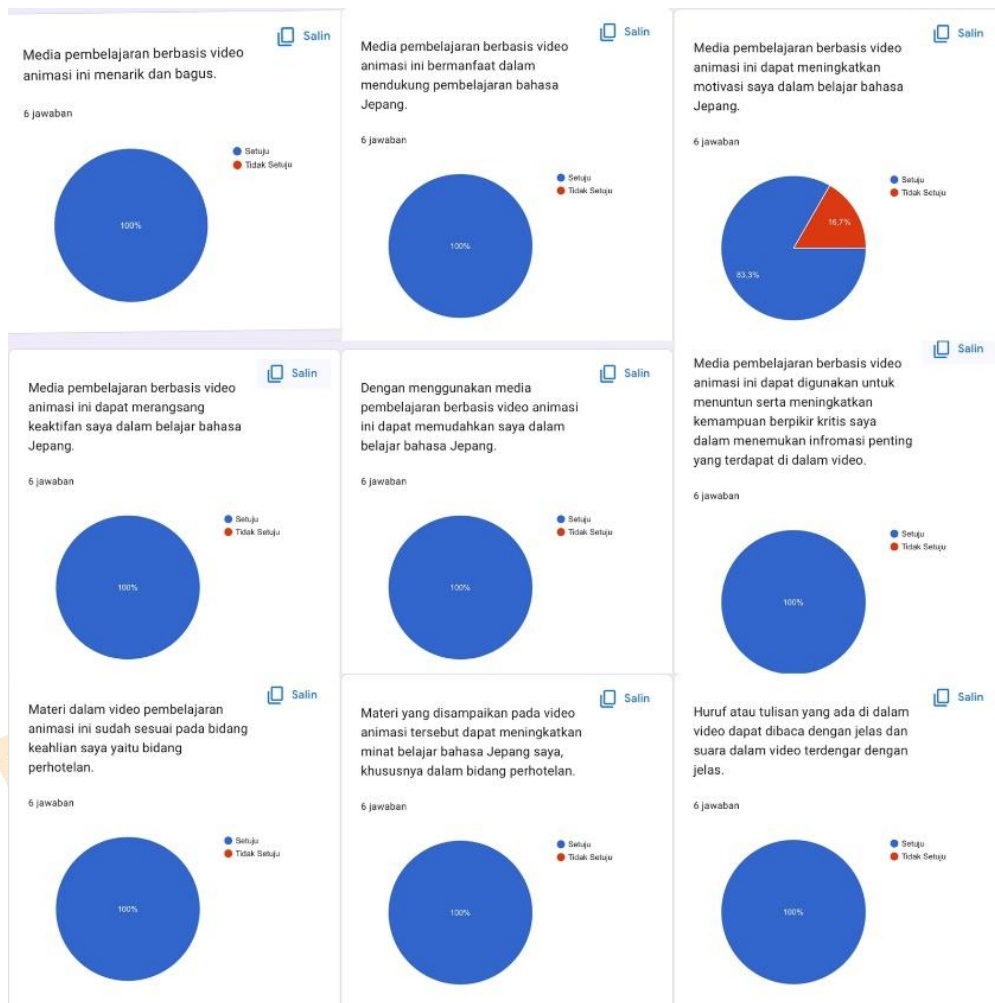 Salin
Media pembelajaran berbasis video
animasi ini menarik dan bagus.
6 jawaban
Setuju
Tidak Setuju
100%
Salin
Media pembelajaran berbasis video
animasi ini bermanfaat dalam
mendukung pembelajaran bahasa
Jepang.
6 jawaban
Setuju
Tidak Setuju
100%
Salin
Media pembelajaran berbasis video
animasi ini dapat meningkatkan
motivasi saya dalam belajar bahasa
Jepang.
6 jawaban
Setuju
Tidak Setuju
16,7%
83,3%
Salin
Media pembelajaran berbasis video
animasi ini dapat merangsang
keaktifan saya dalam belajar bahasa
Jepang.
6 jawaban
Setuju
Tidak Setuju
100%
Salin
Dengan menggunakan media
pembelajaran berbasis video animasi
ini dapat memudahkan saya dalam
belajar bahasa Jepang.
6 jawaban
Setuju
Tidak Setuju
100%
Salin
Media pembelajaran berbasis video
animasi ini dapat digunakan untuk
menuntun serta meningkatkan
kemampuan berpikir kritis saya
dalam menemukan infromasi penting
yang terdapat di dalam video.
6 jawaban
Setuju
Tidak Setuju
100%
Salin
Materi dalam video pembelajaran
animasi ini sudah sesuai pada bidang
keahlian saya yaitu bidang
perhotelan.
6 jawaban
Setuju
Tidak Setuju
100%
Salin
Materi yang disampaikan pada video
animasi tersebut dapat meningkatkan
minat belajar bahasa Jepang saya,
khususnya dalam bidang perhotelan.
6 jawaban
Setuju
Tidak Setuju
100%
Salin
Huruf atau tulisan yang ada di dalam
video dapat dibaca dengan jelas dan
suara dalam video terdengar dengan
jelas.
6 jawaban
Setuju
Tidak Setuju
100%